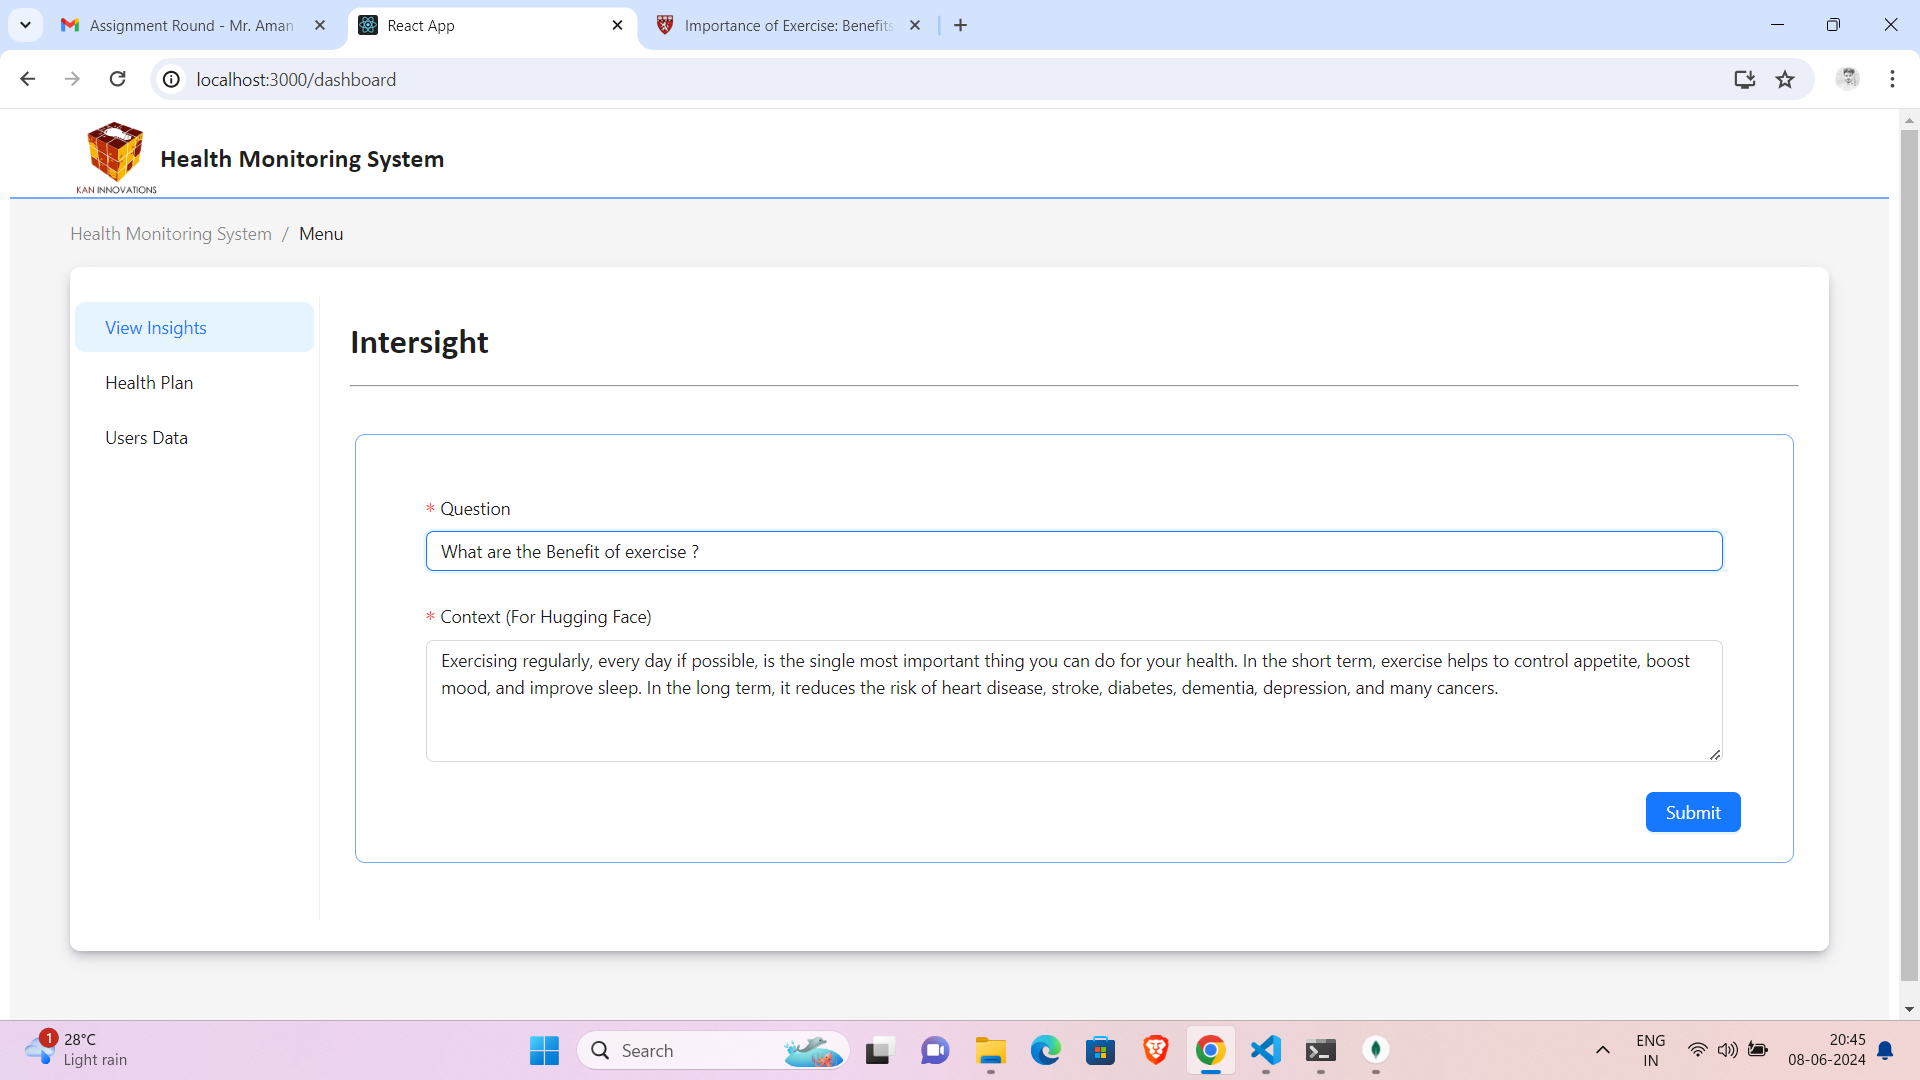 Assignment Round - Mr. Aman
React App
Importance of Exercise: Benefits
localhost:3000/dashboard
KAN INNOVATIONS
Health Monitoring System
Health Monitoring System / Menu
View Insights
Health Plan
Users Data
Intersight
* Question
What are the Benefit of exercise ?
* Context (For Hugging Face)
Exercising regularly, every day if possible, is the single most important thing you can do for your health. In the short term, exercise helps to control appetite, boost
mood, and improve sleep. In the long term, it reduces the risk of heart disease, stroke, diabetes, dementia, depression, and many cancers.
Submit
1
28°C
Light rain
Search
ENG
IN
20:45
08-06-2024